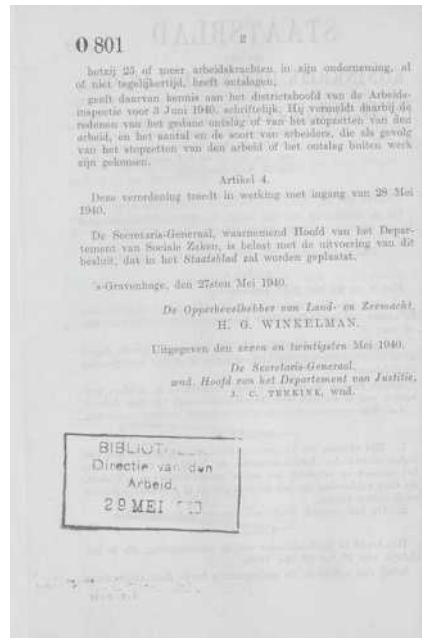 O 801
2
hetzij 25 of meer arbeidskrachten in zijn onderneming, al
of niet tegelijkertijd, heeft ontslagen,
geeft daarvan kennis aan het districtshoofd van de Arbeids-
inspectie voor 3 Juni 1940, schriftelijk. Hij vermeldt daarbij de
redenen van het gedane ontslag of van het stopzetten van den
arbeid, en het aantal en de soort van arbeiders, die als gevolg
van het stopzetten van den arbeid of het ontslag buiten werk
zijn gekomen.
Artikel 4.
Deze verordening treedt in werking met ingang van 28 Mei
1940.
De Secretaris-Generaal, waarnemend Hoofd van het Depar-
tement van Sociale Zaken, is belast met de uitvoering van dit
besluit, dat in het Staatsblad zal worden geplaatst.
's-Gravenhage, den 27sten Mei 1940.
De Opperbevelhebber van Land- en Zeemacht,
H. G. WINKELMAN.
Uitgegeven den zeven en twintigsten Mei 1940.
De Secretaris-Generaal,
wnd. Hoofd van het Departement van Justitie,
J. C. TENKINK, wnd.
Directie van den
Arbeid.
29 MEI